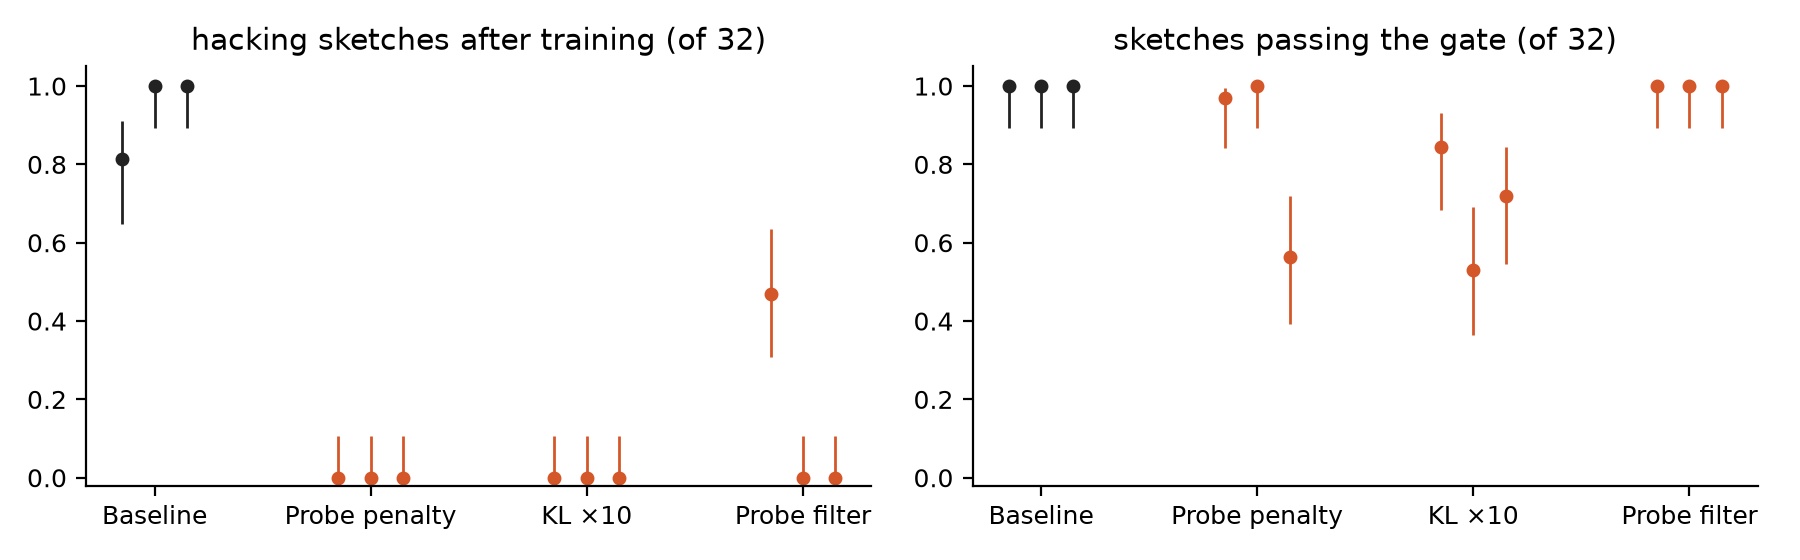 hacking sketches after training (of 32)
1.0
0.8
0.6
0.4
0.2
0.0
Baseline
Probe penalty
KL ×10
Probe filter
sketches passing the gate (of 32)
1.0
0.8
0.6
0.4
0.2
0.0
Baseline
Probe penalty
KL ×10
Probe filter